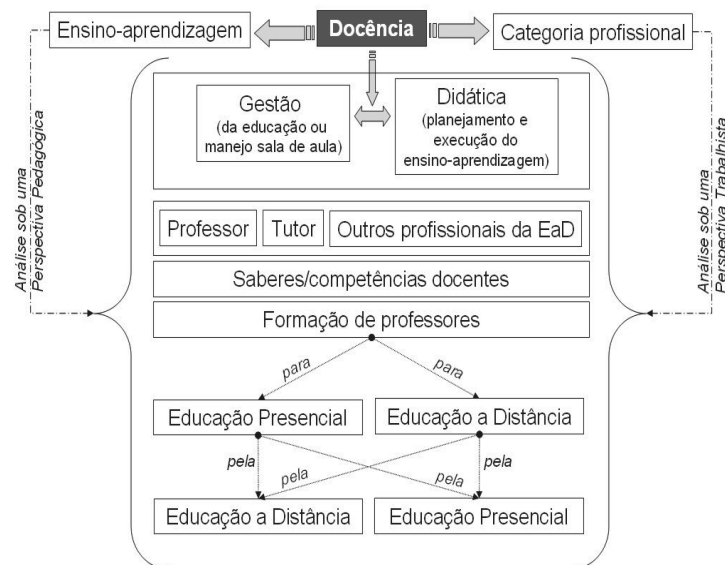 Ensino-aprendizagem
Docência
Categoria profissional
Gestão
(da educação ou
manejo sala de aula)
Didática
(planejamento e
execução do
ensino-aprendizagem)
Análise sob uma
Perspectiva Pedagógica
Análise sob uma
Perspectiva Trabalhista
Professor
Tutor
Outros profissionais da EaD
Saberes/competências docentes
Formação de professores
para
para
Educação Presencial
Educação a Distância
pela
pela
pela
pela
Educação a Distância
Educação Presencial